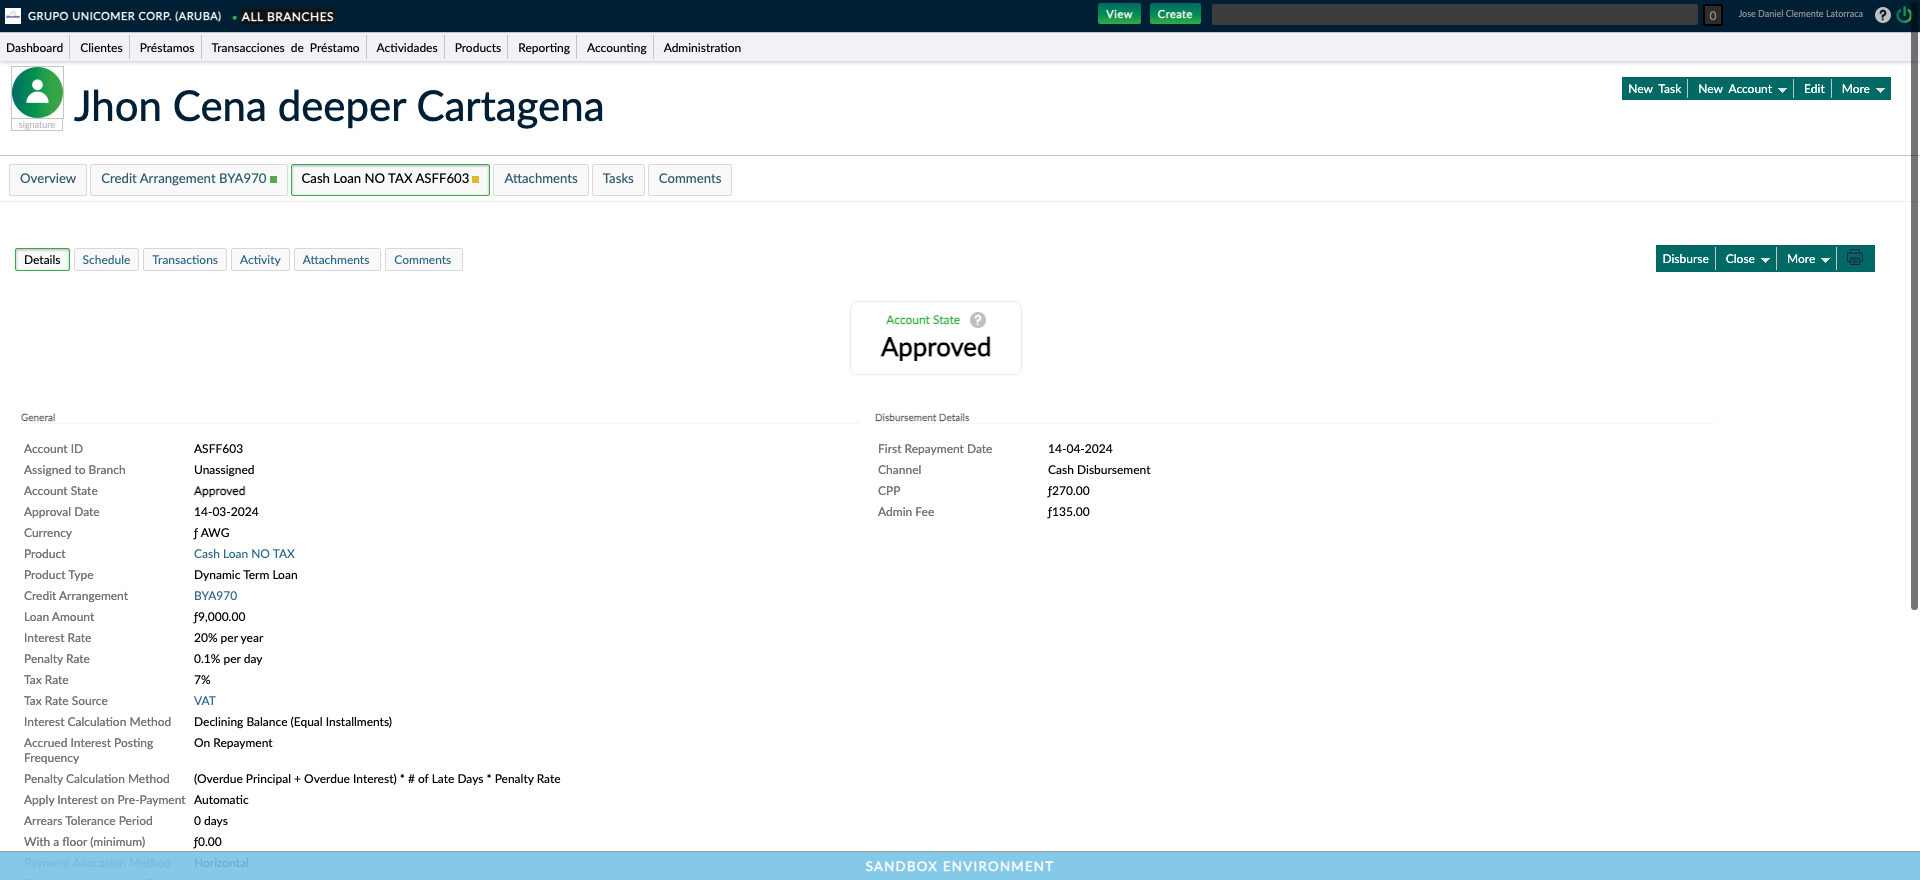 GRUPO UNICOMER CORP. (ARUBA) • ALL BRANCHES View Create 0 Jose Daniel Clemente Latorraca ?
Dashboard Clientes Préstamos Transacciones de Préstamo Actividades Products Reporting Accounting Administration
signature
Jhon Cena deeper Cartagena
New Task New Account Edit More
Overview Credit Arrangement BYA970 Cash Loan NO TAX ASFF603 Attachments Tasks Comments
Details Schedule Transactions Activity Attachments Comments
Disburse Close More
Account State ?
Approved
General
Account ID ASFF603
Assigned to Branch Unassigned
Account State Approved
Approval Date 14-03-2024
Currency ƒ AWG
Product Cash Loan NO TAX
Product Type Dynamic Term Loan
Credit Arrangement BYA970
Loan Amount ƒ9,000.00
Interest Rate 20% per year
Penalty Rate 0.1% per day
Tax Rate 7%
Tax Rate Source VAT
Interest Calculation Method Declining Balance (Equal Installments)
Accrued Interest Posting Frequency On Repayment
Penalty Calculation Method (Overdue Principal + Overdue Interest) * # of Late Days * Penalty Rate
Apply Interest on Pre-Payment Automatic
Arrears Tolerance Period 0 days
With a floor (minimum) ƒ0.00
Payment Allocation Method Horizontal
Disbursement Details
First Repayment Date 14-04-2024
Channel Cash Disbursement
CPP ƒ270.00
Admin Fee ƒ135.00
SANDBOX ENVIRONMENT